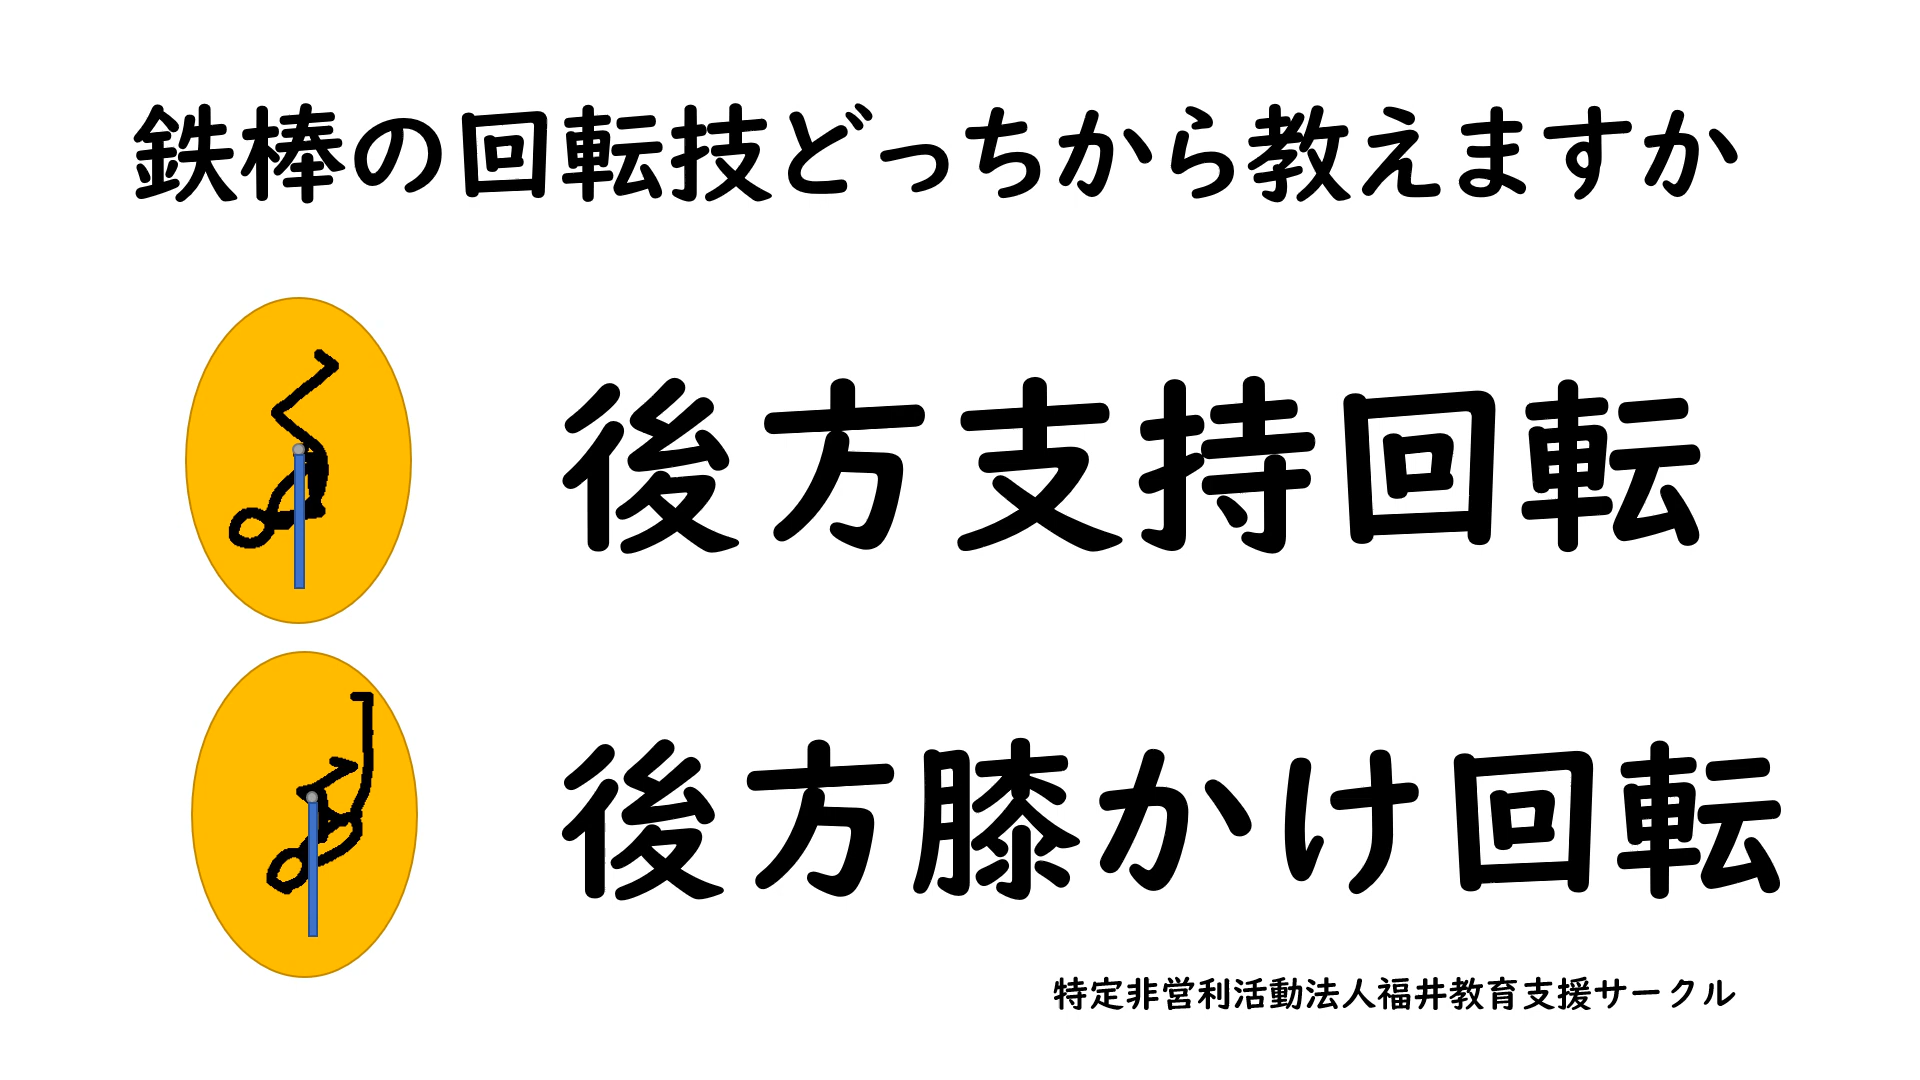 鉄棒の回転技どっちから教えますか
後方支持回転
後方膝かけ回転
特定非営利活動法人福井教育支援サークル